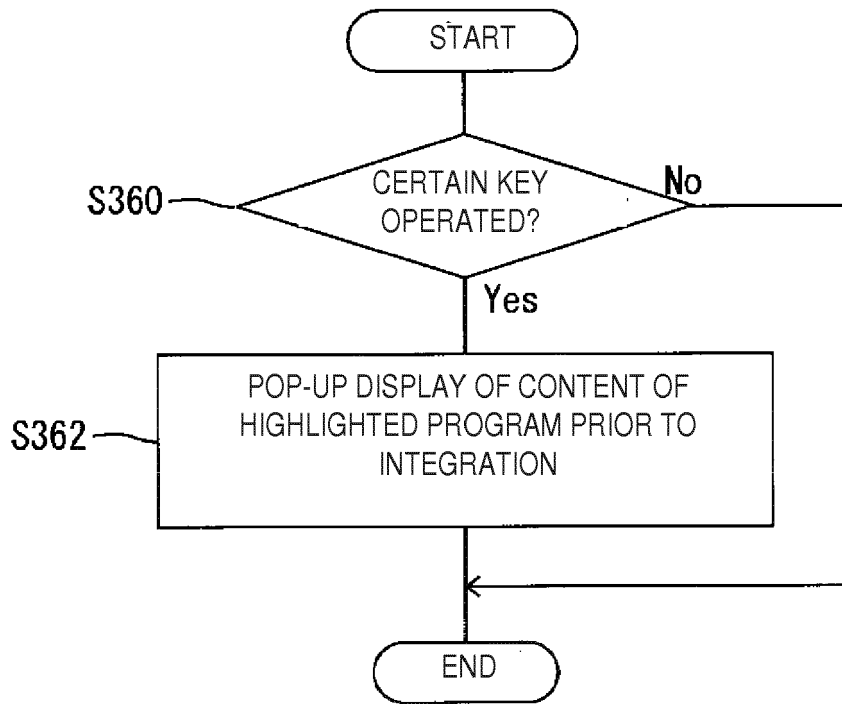 START
CERTAIN KEY
OPERATED?
No
S360
Yes
POP-UP DISPLAY OF CONTENT OF
HIGHLIGHTED PROGRAM PRIOR TO
INTEGRATION
S362
END